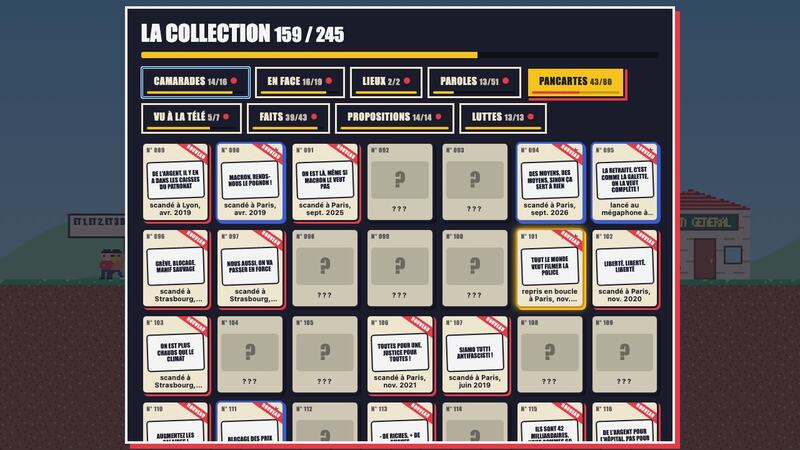 LA COLLECTION 159 / 245
CAMARADES 14/16
EN FACE 16/19
LIEUX 2/2
PAROLES 13/51
PANCARTES 43/80
VU À LA TÉLÉ 5/7
FAITS 39/43
PROPOSITIONS 14/14
LUTTES 13/13
N° 089
DE L'ARGENT, IL Y EN
A DANS LES CAISSES
DU PATRONAT
scandé à Lyon,
avr. 2019
N° 090
MACRON, RENDS-
NOUS LE POGNON !
scandé à Paris,
avr. 2019
N° 091
ON EST LÀ, MÊME SI
MACRON LE VEUT
PAS
scandé à Paris,
sept. 2025
N° 092
?
???
N° 093
?
???
N° 094
DES MOYENS, DES
MOYENS, SINON ÇA
SERT À RIEN
scandé à Paris,
sept. 2026
N° 095
LA RETRAITE, C'EST
COMME LA GALETTE,
ON LA VEUT
COMPLÈTE !
lancé au
mégaphone à...
N° 096
GRÈVE, BLOCAGE,
MANIF SAUVAGE
scandé à
Strasbourg,...
N° 097
NOUS AUSSI, ON VA
PASSER EN FORCE
scandé à
Strasbourg,...
N° 098
?
???
N° 099
?
???
N° 100
?
???
N° 101
TOUT LE MONDE
VEUT FILMER LA
POLICE
repris en boucle
à Paris, nov....
N° 102
LIBERTÉ, LIBERTÉ,
LIBERTÉ
scandé à Paris,
nov. 2020
N° 103
ON EST PLUS
CHAUDS QUE LE
CLIMAT
scandé à
Strasbourg,...
N° 104
?
???
N° 105
?
???
N° 106
TOUTES POUR UNE,
JUSTICE POUR
TOUTES !
scandé à Paris,
nov. 2021
N° 107
SIAMO TUTTI
ANTIFASCISTI !
scandé à Paris,
juin 2019
N° 108
?
???
N° 109
?
???
N° 110
AUGMENTEZ LES
N° 111
BLOCAGE DES PRIX
N° 112
N° 113
- DE RICHES, + DE
N° 114
N° 115
ILS SONT 42
MILLIARDAIRES,
N° 116
DE L'ARGENT POUR
L'HÔPITAL, PAS POUR